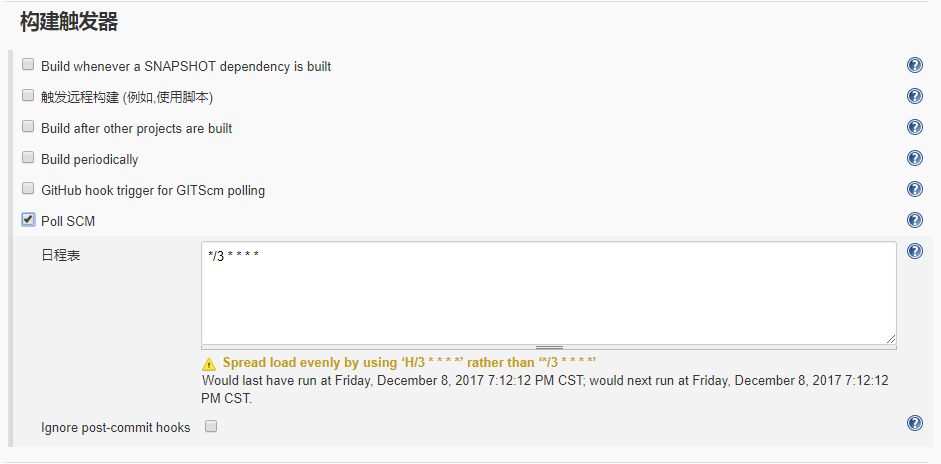 构建触发器
Build whenever a SNAPSHOT dependency is built
触发远程构建 (例如,使用脚本)
Build after other projects are built
Build periodically
GitHub hook trigger for GITScm polling
Poll SCM
日程表
*/3 * * * *
Spread load evenly by using ‘H/3 * * * *’ rather than ‘*/3 * * * *’
Would last have run at Friday, December 8, 2017 7:12:12 PM CST; would next run at Friday, December 8, 2017 7:12:12
PM CST.
Ignore post-commit hooks